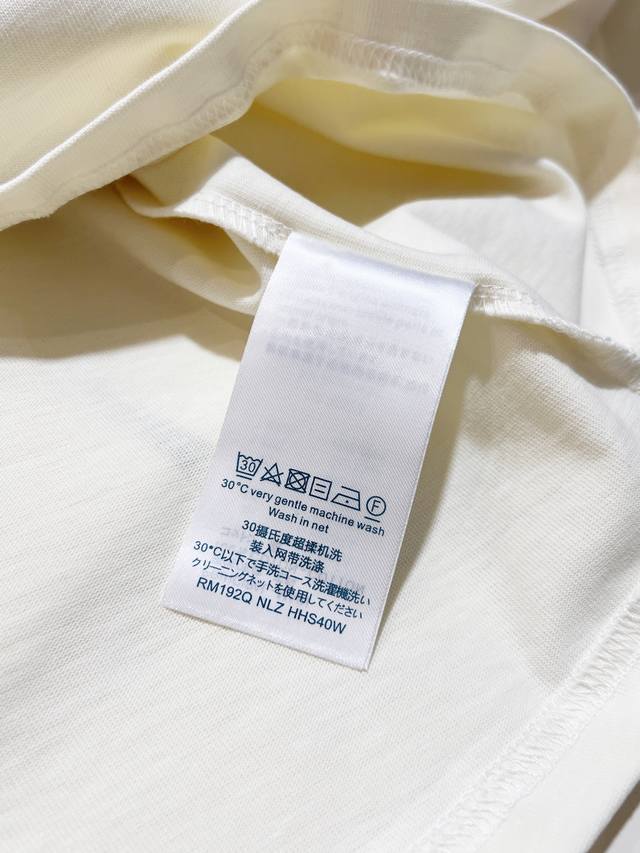 30
F
30°C very gentle machine wash
Wash in net
30摄氏度超揉机洗
装入网带洗涤
30°C以下で手洗コース洗濯機洗い
クリーニングネットを使用してください
RM192Q NLZ HHS40W